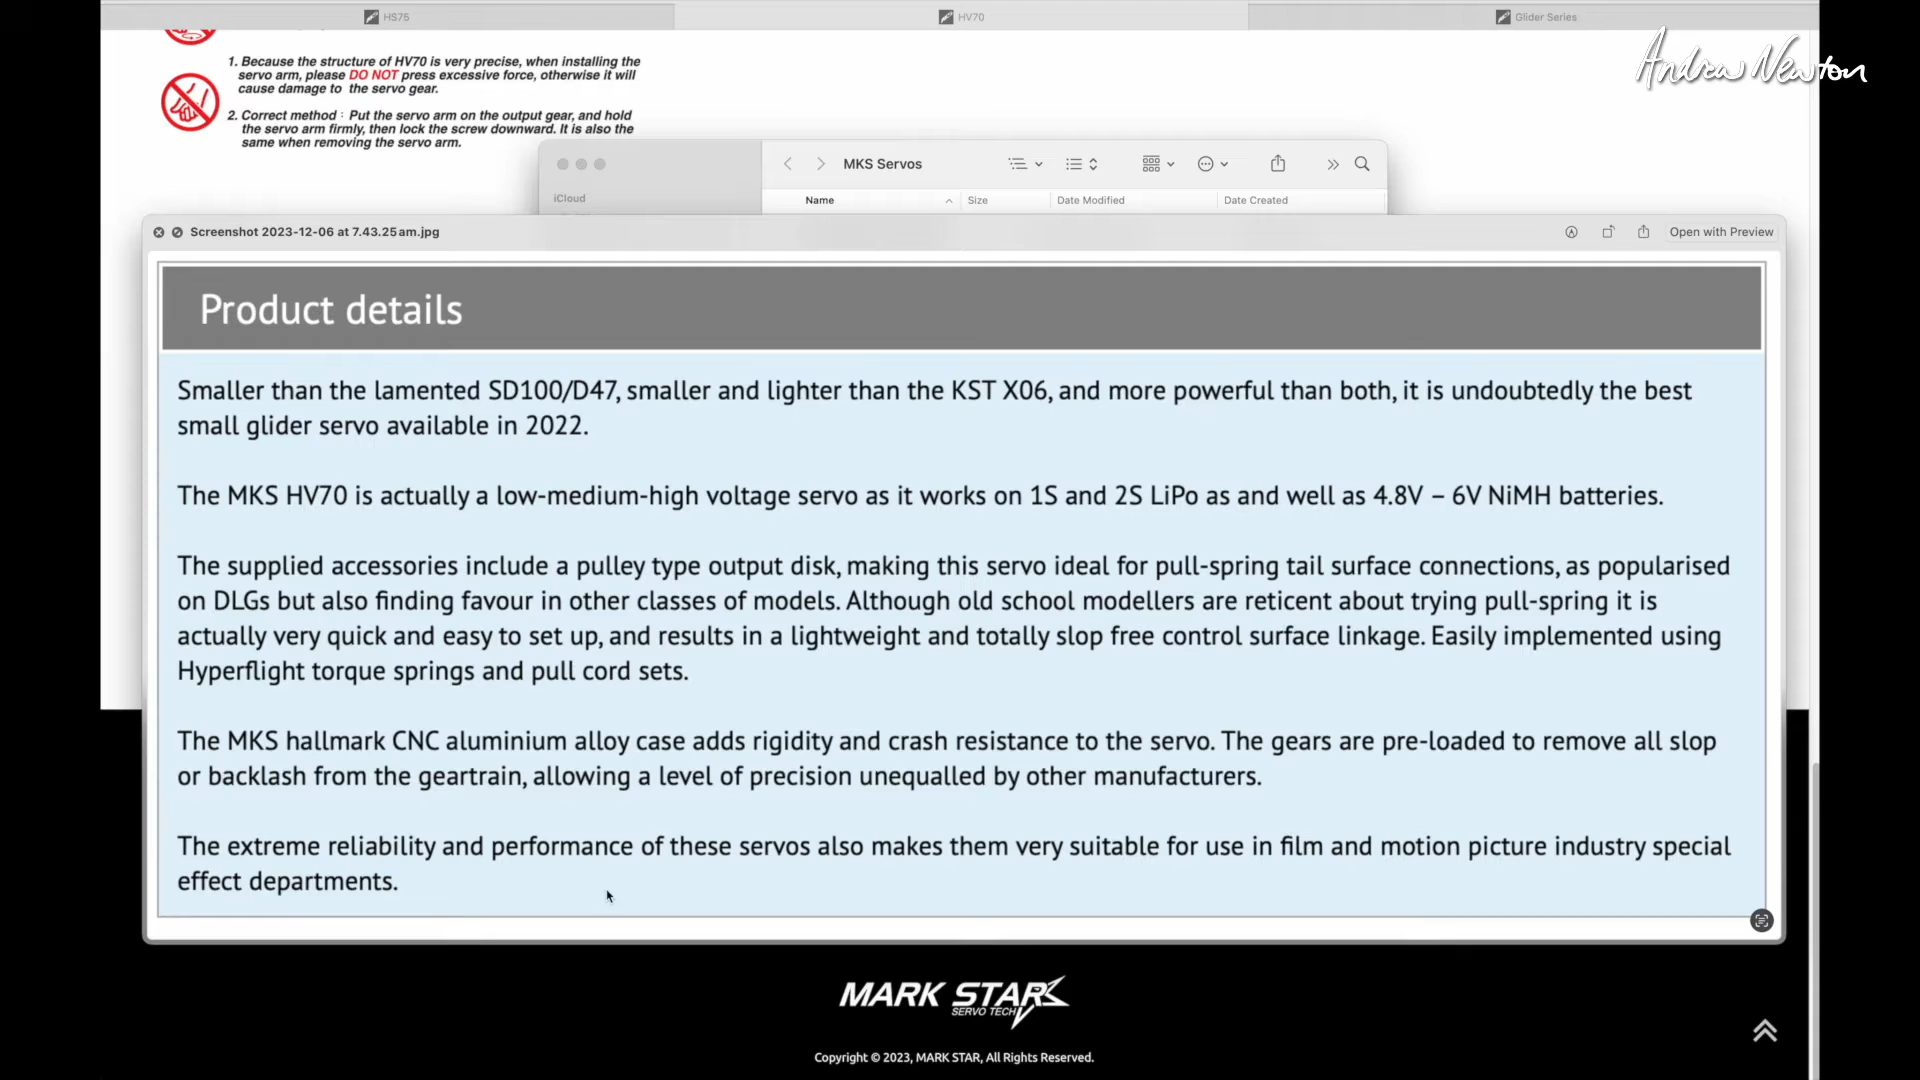 HS75
HV70
Glider Series
Andrew Newton
1. Because the structure of HV70 is very precise, when installing the
servo arm, please DO NOT press excessive force, otherwise it will
cause damage to the servo gear.
2. Correct method : Put the servo arm on the output gear, and hold
the servo arm firmly, then lock the screw downward. It is also the
same when removing the servo arm.
MKS Servos
iCloud
Name
Size
Date Modified
Date Created
Screenshot 2023-12-06 at 7.43.25 am.jpg
Open with Preview
Product details
Smaller than the lamented SD100/D47, smaller and lighter than the KST X06, and more powerful than both, it is undoubtedly the best
small glider servo available in 2022.
The MKS HV70 is actually a low-medium-high voltage servo as it works on 1S and 2S LiPo as and well as 4.8V – 6V NiMH batteries.
The supplied accessories include a pulley type output disk, making this servo ideal for pull-spring tail surface connections, as popularised
on DLGs but also finding favour in other classes of models. Although old school modellers are reticent about trying pull-spring it is
actually very quick and easy to set up, and results in a lightweight and totally slop free control surface linkage. Easily implemented using
Hyperflight torque springs and pull cord sets.
The MKS hallmark CNC aluminium alloy case adds rigidity and crash resistance to the servo. The gears are pre-loaded to remove all slop
or backlash from the geartrain, allowing a level of precision unequalled by other manufacturers.
The extreme reliability and performance of these servos also makes them very suitable for use in film and motion picture industry special
effect departments.
MARK STAR
SERVO TECH
Copyright © 2023, MARK STAR, All Rights Reserved.